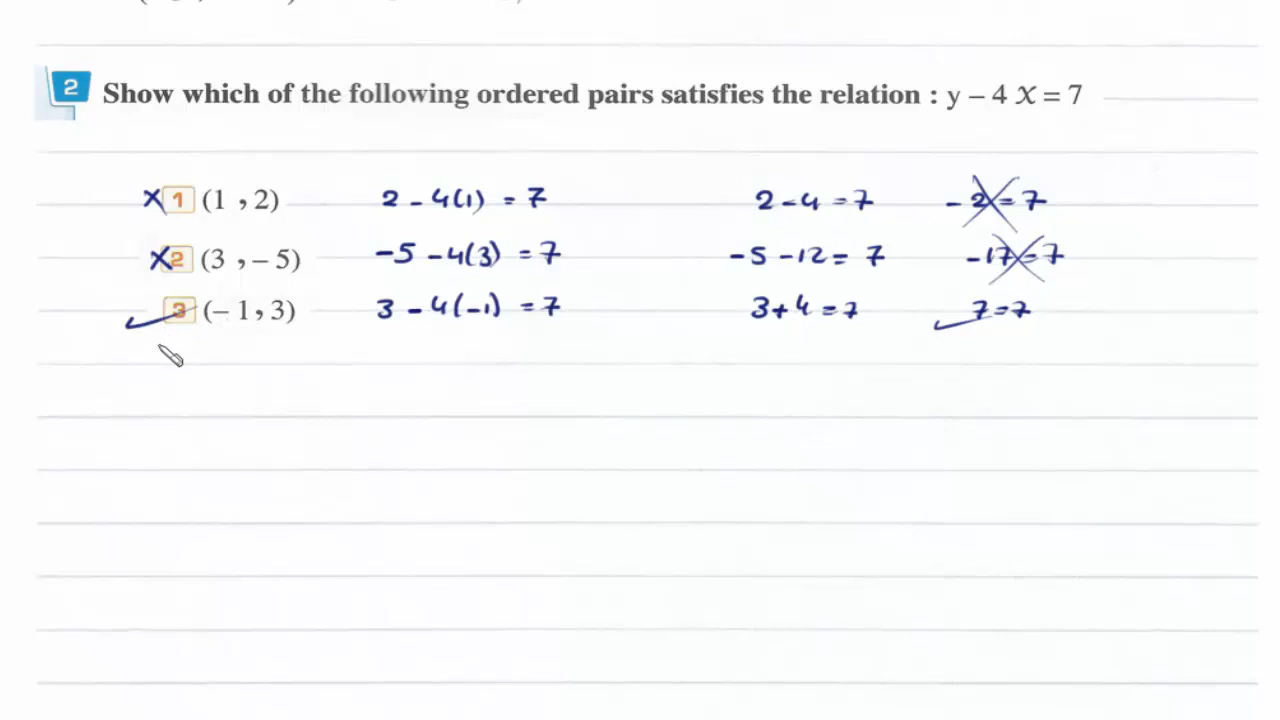 2 Show which of the following ordered pairs satisfies the relation : y – 4 x = 7
X 1 (1 , 2) 2 - 4(1) = 7 2 - 4 = 7 - 2 = 7
X 2 (3 , – 5) -5 - 4(3) = 7 -5 - 12 = 7 -17 = 7
✓ 3 (– 1 , 3) 3 - 4(-1) = 7 3 + 4 = 7 ✓ 7 = 7